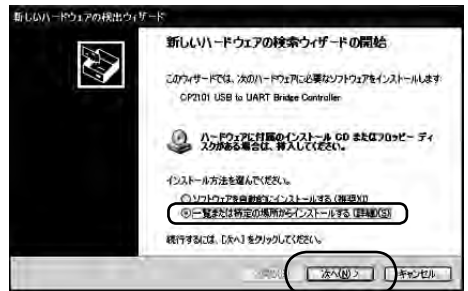 新しいハードウェアの検出ウィザード
新しいハードウェアの検索ウィザードの開始
このウィザードでは、次のハードウェアに必要なソフトウェアをインストールします:
CP2101 USB to UART Bridge Controller
ハードウェアに付属のインストール CD またはフロッピー ディ
スクがある場合は、挿入してください。
インストール方法を選んでください。
ソフトウェアを自動的にインストールする (推奨)(I)
一覧または特定の場所からインストールする (詳細)(S)
続行するには、[次へ] をクリックしてください。
次へ(N) >
キャンセル